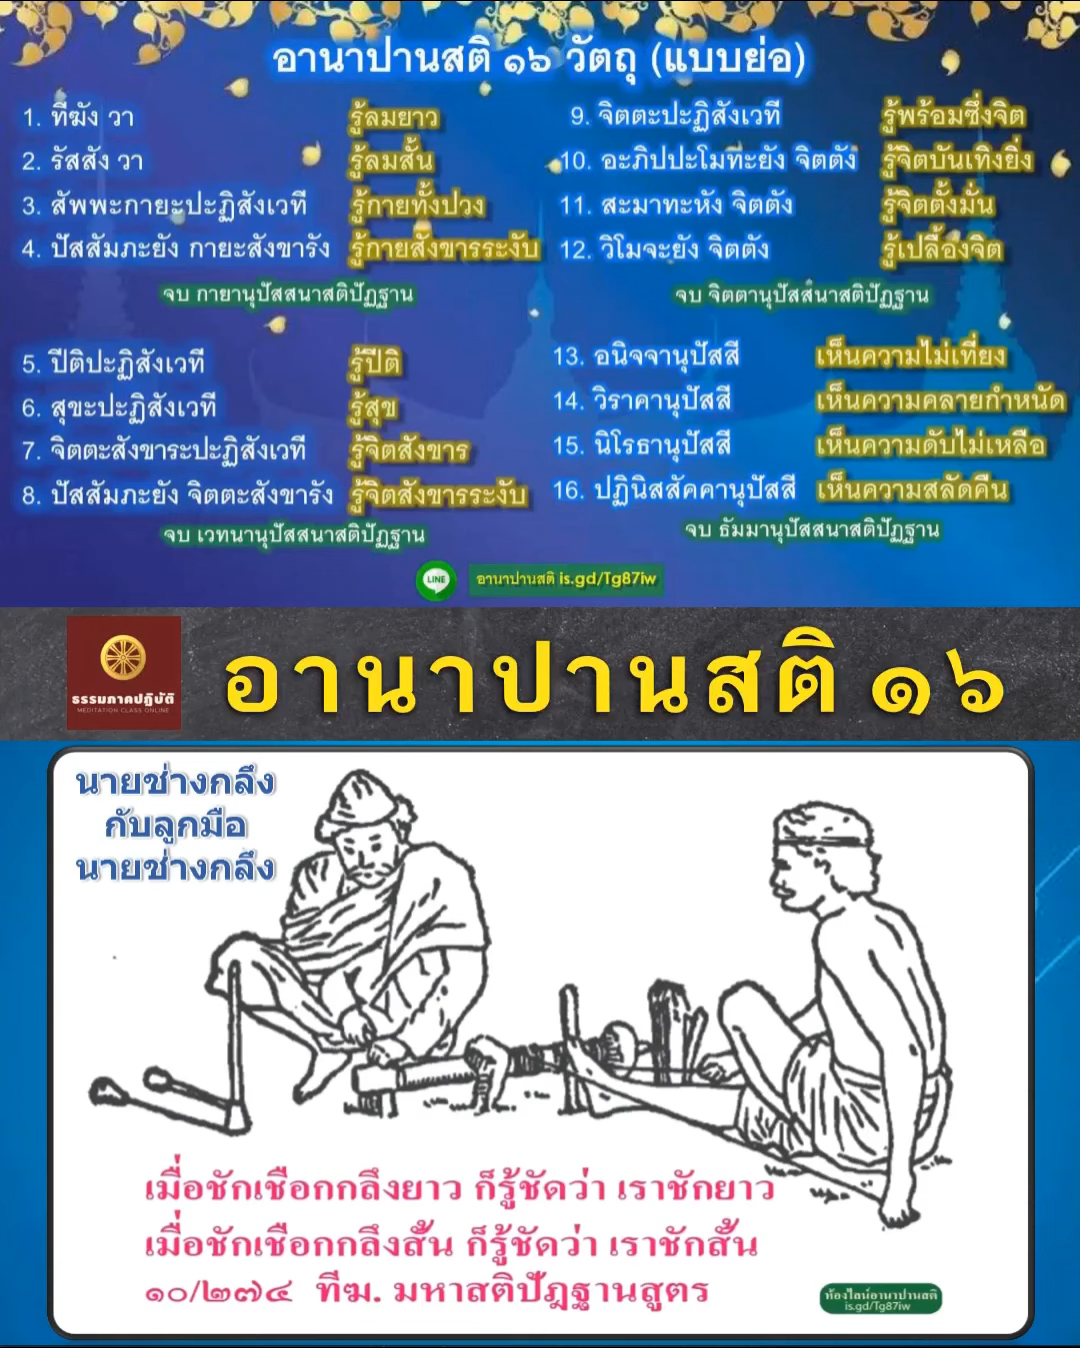 อานาปานสติ ๑๖ วัตถุ (แบบย่อ)
1. ทีฆัง วา รู้ลมยาว
2. รัสสัง วา รู้ลมสั้น
3. สัพพะกายะปะฏิสังเวที รู้กายทั้งปวง
4. ปัสสัมภะยัง กายะสังขารัง รู้กายสังขารระงับ
จบ กายานุปัสสนาสติปัฏฐาน
5. ปีติปะฏิสังเวที รู้ปีติ
6. สุขะปะฏิสังเวที รู้สุข
7. จิตตะสังขาระปะฏิสังเวที รู้จิตสังขาร
8. ปัสสัมภะยัง จิตตะสังขารัง รู้จิตสังขารระงับ
จบ เวทนานุปัสสนาสติปัฏฐาน
9. จิตตะปะฏิสังเวที รู้พร้อมซึ่งจิต
10. อะภิปปะโมทะยัง จิตตัง รู้จิตบันเทิงยิ่ง
11. สะมาทะหัง จิตตัง รู้จิตตั้งมั่น
12. วิโมจะยัง จิตตัง รู้เปลื้องจิต
จบ จิตตานุปัสสนาสติปัฏฐาน
13. อนิจจานุปัสสี เห็นความไม่เที่ยง
14. วิราคานุปัสสี เห็นความคลายกำหนัด
15. นิโรธานุปัสสี เห็นความดับไม่เหลือ
16. ปฏินิสสัคคานุปัสสี เห็นความสลัดคืน
จบ ธัมมานุปัสสนาสติปัฏฐาน
LINE อานาปานสติ is.gd/Tg87iw
ธรรมภาคปฏิบัติ
MEDITATION CLASS ONLINE
อานาปานสติ ๑๖
นายช่างกลึง
กับลูกมือ
นายช่างกลึง
เมื่อชักเชือกกลึงยาว ก็รู้ชัดว่า เราชักยาว
เมื่อชักเชือกกลึงสั้น ก็รู้ชัดว่า เราชักสั้น
๑๐/๒๗๔ ทีฆ. มหาสติปัฎฐานสูตร
ห้องไลน์อานาปานสติ
is.gd/Tg87iw